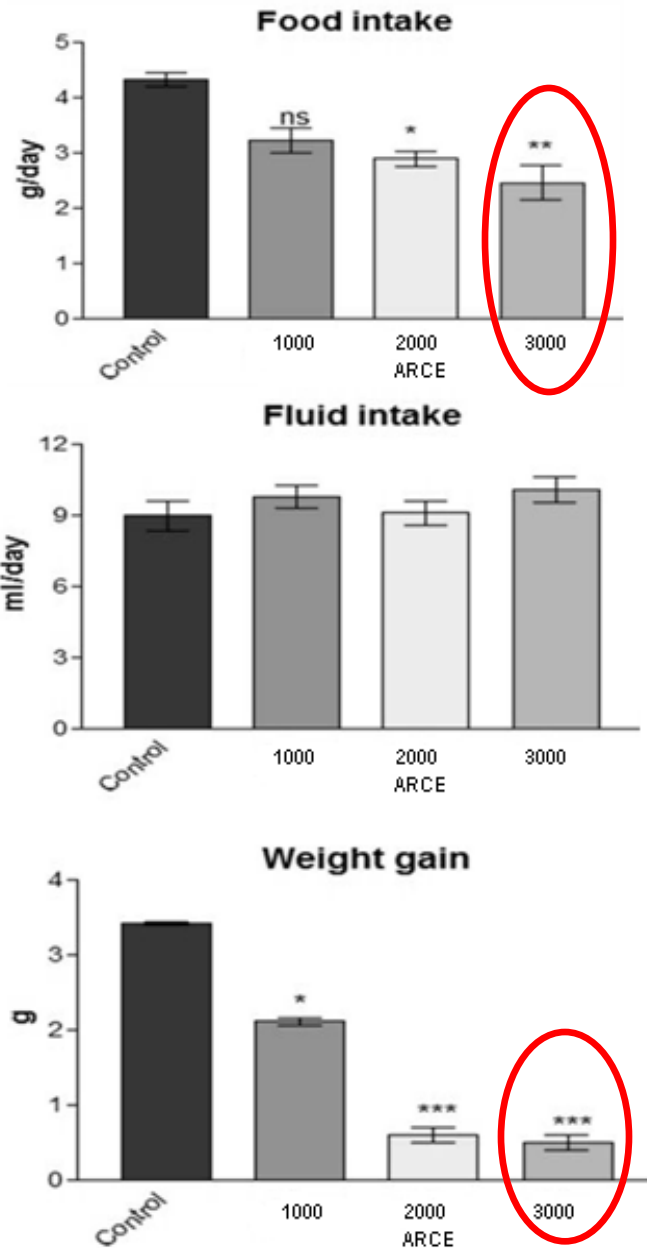 Food intake
g/day
5
4
3
2
1
0
ns
*
**
Control
1000
2000
3000
ARCE
Fluid intake
ml/day
12
9
6
3
0
Control
1000
2000
3000
ARCE
Weight gain
g
4
3
2
1
0
*
***
***
Control
1000
2000
3000
ARCE